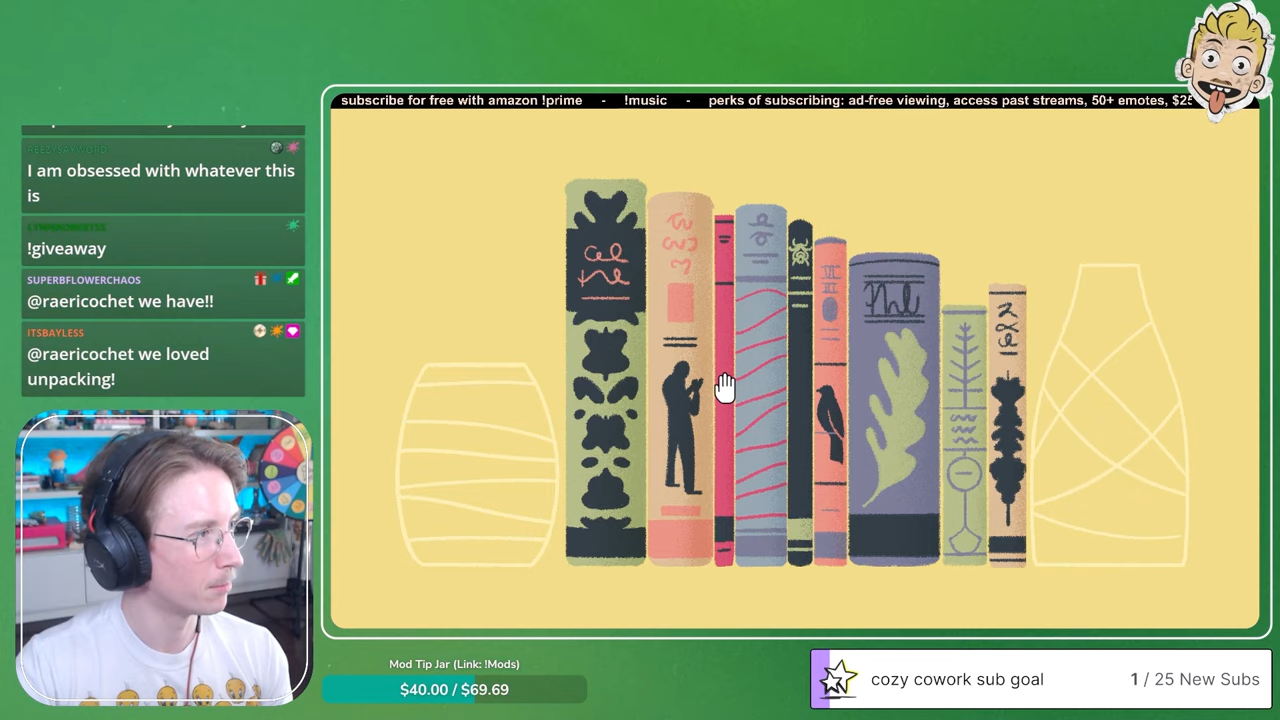 subscribe for free with amazon !prime - !music - perks of subscribing: ad-free viewing, access past streams, 50+ emotes, $25
I am obsessed with whatever this
is
!giveaway
SUPERBFLOWERCHAOS
@raericochet we have!!
ITSBAYLESS
@raericochet we loved
unpacking!
Mod Tip Jar (Link: !Mods)
$40.00 / $69.69
cozy cowork sub goal
1 / 25 New Subs